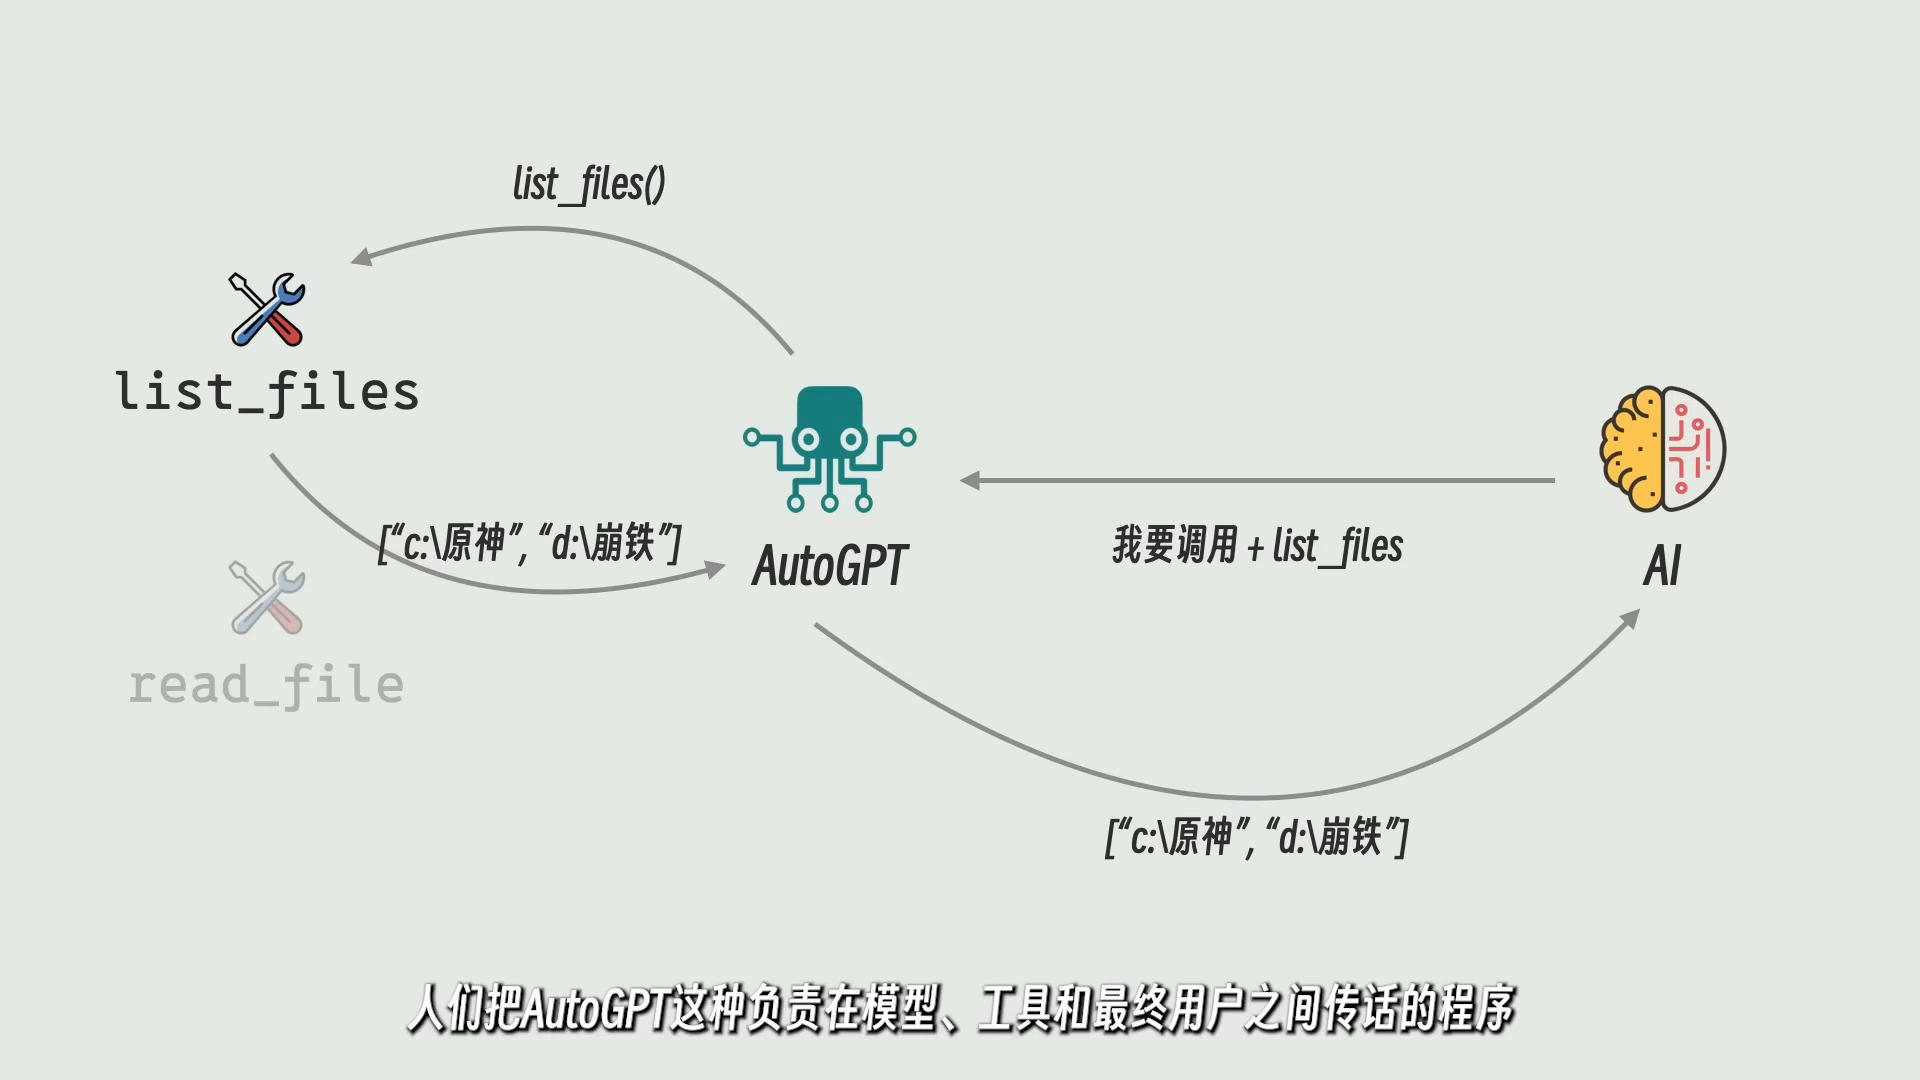 list_files()
list_files
["c:\原神", "d:\崩铁"]
AutoGPT
我要调用 + list_files
AI
read_file
["c:\原神", "d:\崩铁"]
人们把AutoGPT这种负责在模型、工具和最终用户之间传话的程序